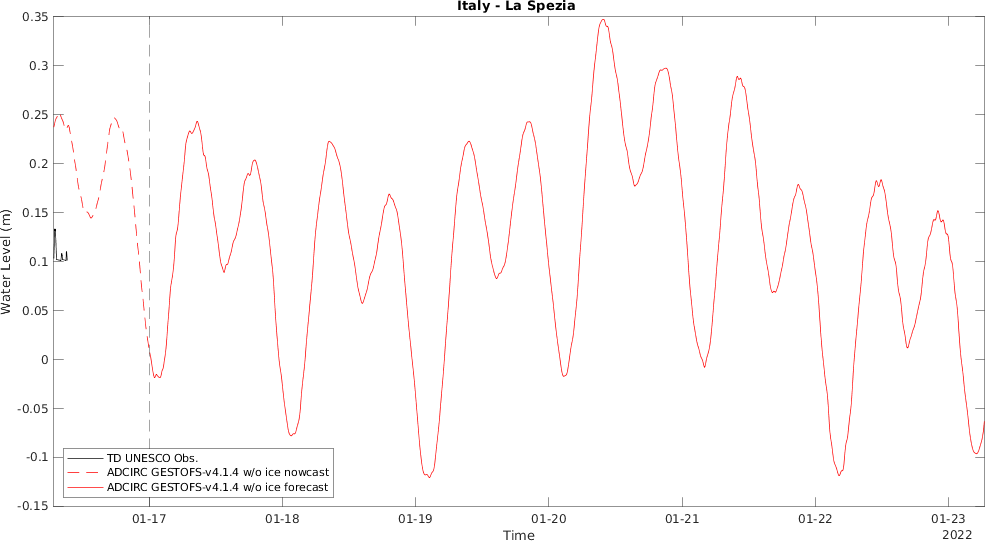 Italy - La Spezia
0.35
0.3
0.25
0.2
0.15
0.1
0.05
0
-0.05
-0.1
-0.15
Water Level (m)
TD UNESCO Obs.
ADCIRC GESTOFS-v4.1.4 w/o ice nowcast
ADCIRC GESTOFS-v4.1.4 w/o ice forecast
01-17 01-18 01-19 01-20 01-21 01-22 01-23
Time
2022